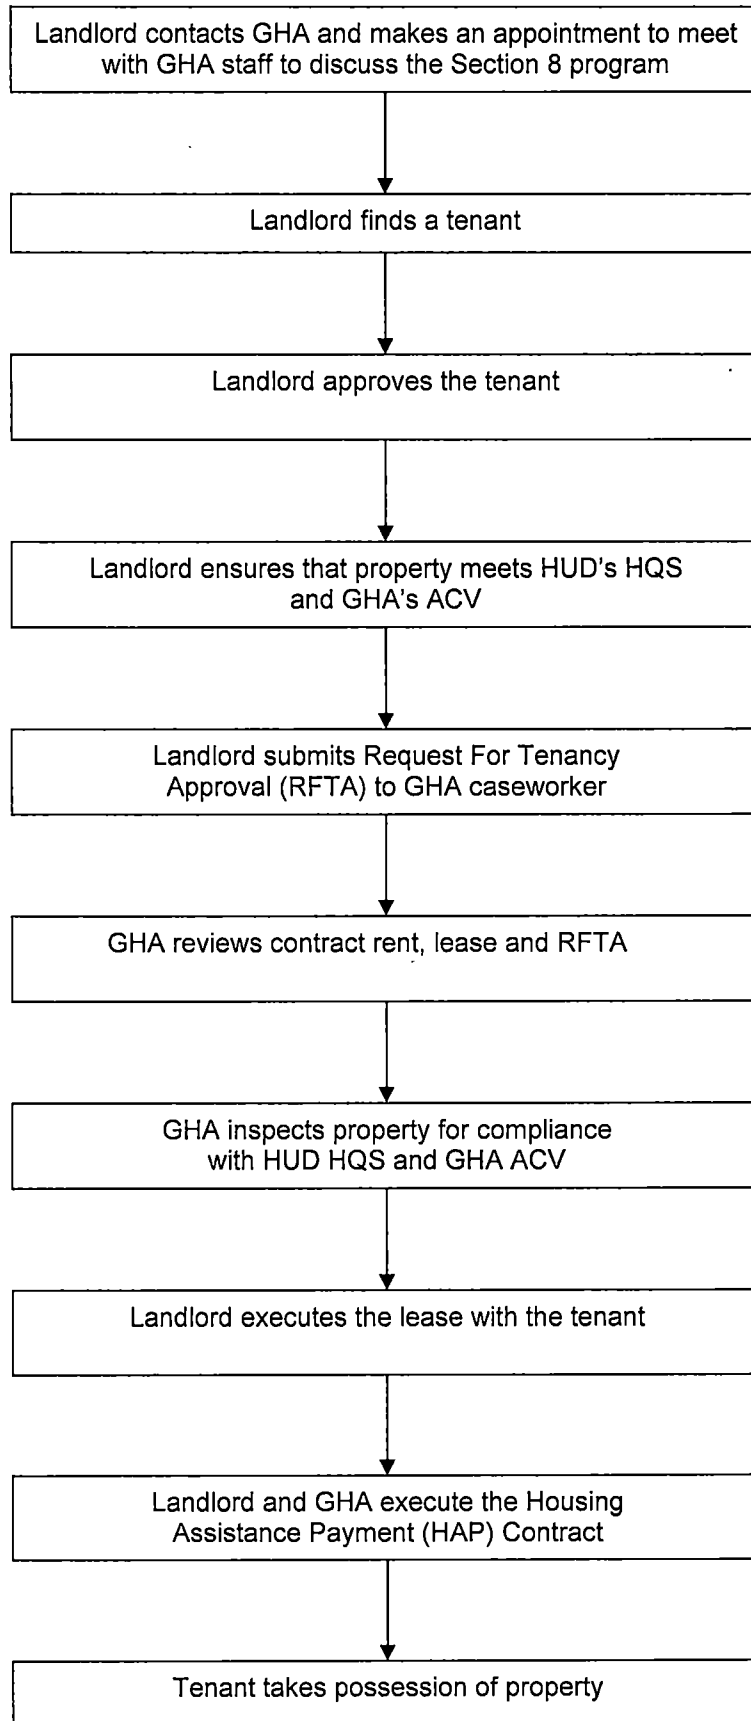 Landlord contacts GHA and makes an appointment to meet
with GHA staff to discuss the Section 8 program
Landlord finds a tenant
Landlord approves the tenant
Landlord ensures that property meets HUD's HQS
and GHA's ACV
Landlord submits Request For Tenancy
Approval (RFTA) to GHA caseworker
GHA reviews contract rent, lease and RFTA
GHA inspects property for compliance
with HUD HQS and GHA ACV
Landlord executes the lease with the tenant
Landlord and GHA execute the Housing
Assistance Payment (HAP) Contract
Tenant takes possession of property